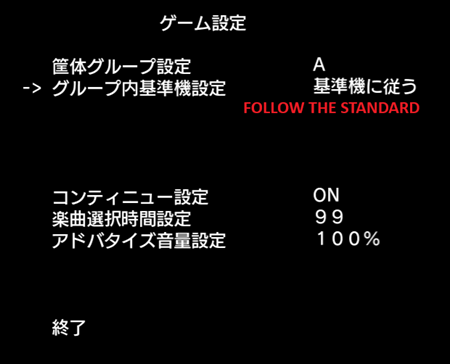 ゲーム設定
筐体グループ設定 A
-> グループ内基準機設定 基準機に従う
FOLLOW THE STANDARD
コンティニュー設定 ON
楽曲選択時間設定 99
アドバタイズ音量設定 100%
終了